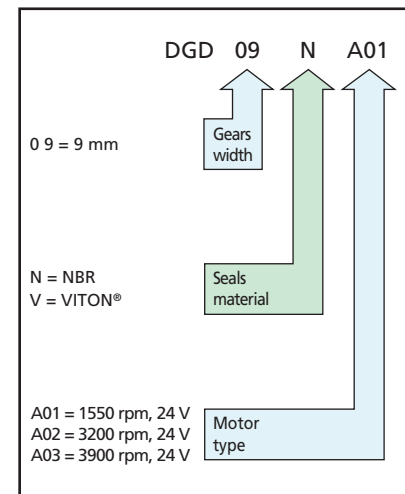 DGD 09 N A01
0 9 = 9 mm
Gears
width
N = NBR
V = VITON®
Seals
material
A01 = 1550 rpm, 24 V
A02 = 3200 rpm, 24 V
A03 = 3900 rpm, 24 V
Motor
type